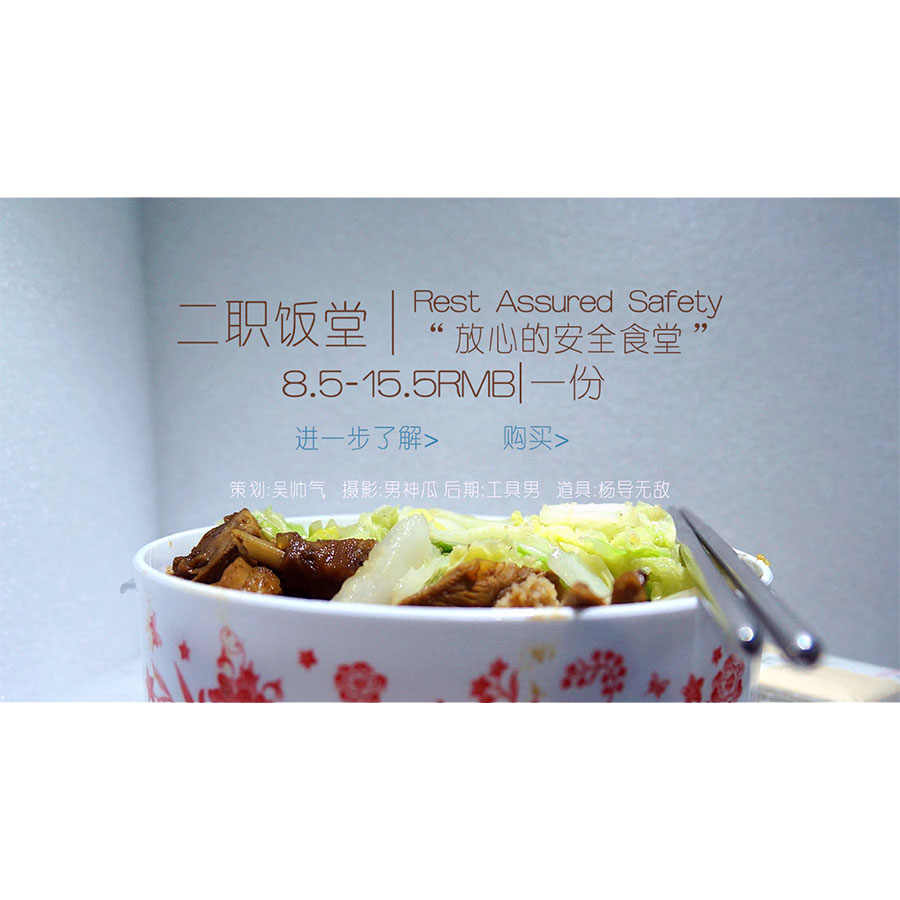 二职饭堂|Rest Assured Safety
“放心的安全食堂”
8.5-15.5RMB|一份
进一步了解> 购买>
策划:吴帅气 摄影:男神瓜 后期:工具男 道具:杨导无敌